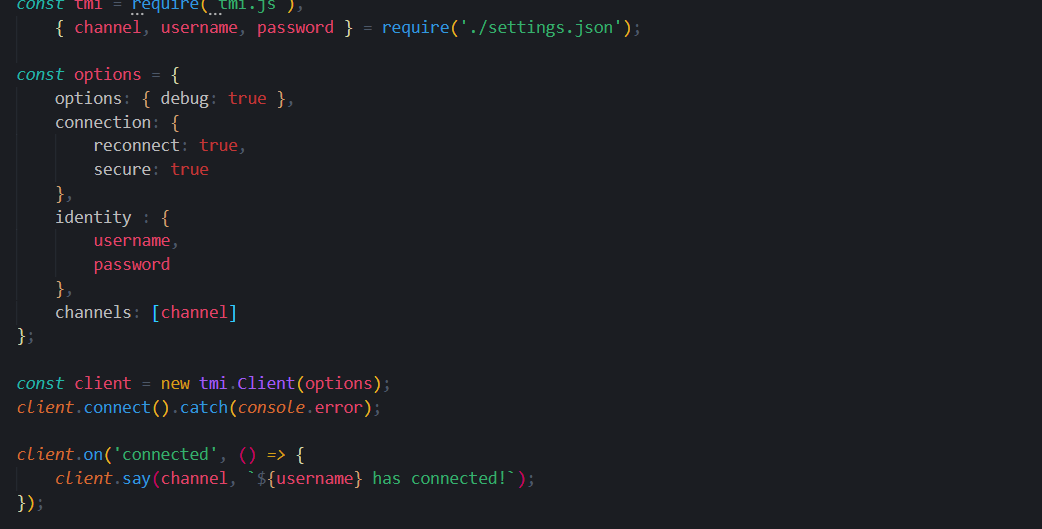 const tmi = require('tmi.js'),
    { channel, username, password } = require('./settings.json');

const options = {
    options: { debug: true },
    connection: {
        reconnect: true,
        secure: true
    },
    identity : {
        username,
        password
    },
    channels: [channel]
};

const client = new tmi.Client(options);
client.connect().catch(console.error);

client.on('connected', () => {
    client.say(channel, `${username} has connected!`);
});